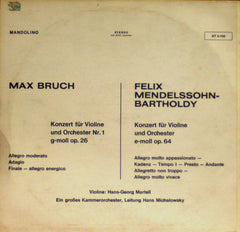 MANDOLINO
STEREO
MAX BRUCH
Konzert für Violine
und Orchester Nr. 1
g-moll op. 26
Allegro moderato
Adagio
Finale — allegro energico
FELIX
MENDELSSOHN-
BARTHOLDY
Konzert für Violine
und Orchester
e-moll op. 64
Allegro molto appassionato —
Kadenz — Tempo I — Presto — Andante
Allegretto non troppo —
Allegro molto vivace
Violine: Hans-Georg Martell
Ein großes Kammerorchester, Leitung Hans Michalowsky